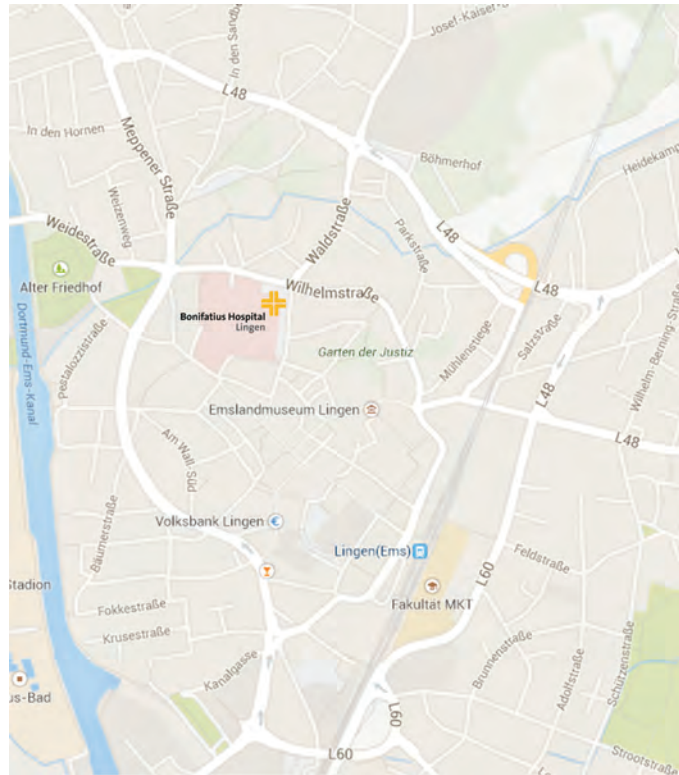 Josef-Kaiser-
In den Sandbe
L48
In den Hornen
Meppener Straße
Böhmerhof
Heidekamp
Weizenweg
Weidestraße
Waldstraße
Parkstraße
L48
Alter Friedhof
Wilhelmstraße
L48
Bonifatius Hospital
Lingen
Dortmund-Ems-Kanal
Pestalozzistraße
Garten der Justiz
Mühlenstiege
Salzstraße
Wilhelm-Berning-Straße
L48
Emslandmuseum Lingen
L48
Am Wall-Süd
Volksbank Lingen
€
Bäumerstraße
Lingen(Ems)
Feldstraße
L60
Stadion
Fakultät MKT
Fokkestraße
Krusestraße
Brunnenstraße
Adolfstraße
Schützenstraße
Kanalgasse
us-Bad
L60
L60
Strootstraße